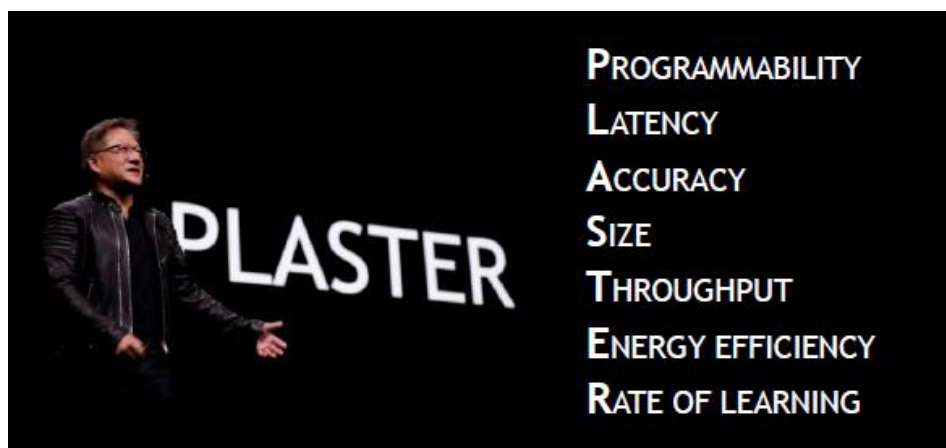 PLASTER
PROGRAMMABILITY
LATENCY
ACCURACY
SIZE
THROUGHPUT
ENERGY EFFICIENCY
RATE OF LEARNING